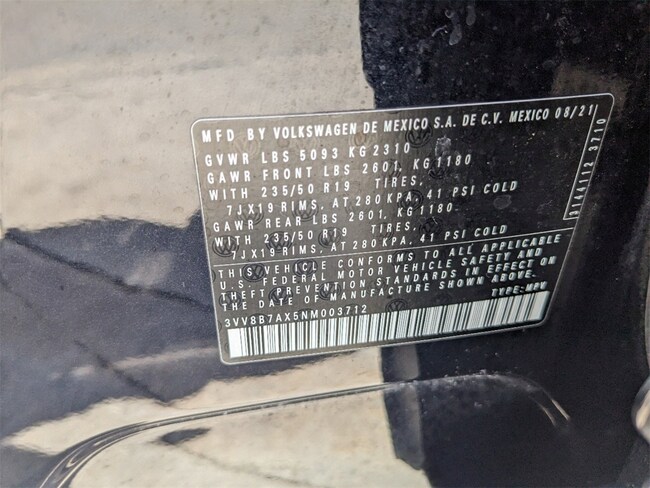 MFD BY VOLKSWAGEN DE MEXICO S.A. DE C.V. MEXICO 08/21
GVWR LBS 5093 KG 2310
GAWR FRONT LBS 2601, KG 1180
WITH 235/50 R19 TIRES,
7JX19 RIMS, AT 280 KPA, 41 PSI COLD
GAWR REAR LBS 2601, KG 1180
WITH 235/50 R19 TIRES,
7JX19 RIMS, AT 280 KPA, 41 PSI COLD
THIS VEHICLE CONFORMS TO ALL APPLICABLE
U.S. FEDERAL MOTOR VEHICLE SAFETY AND
THEFT PREVENTION STANDARDS IN EFFECT ON
THE DATE OF MANUFACTURE SHOWN ABOVE.
TYPE: MPV
3VV8B7AX5NM003712